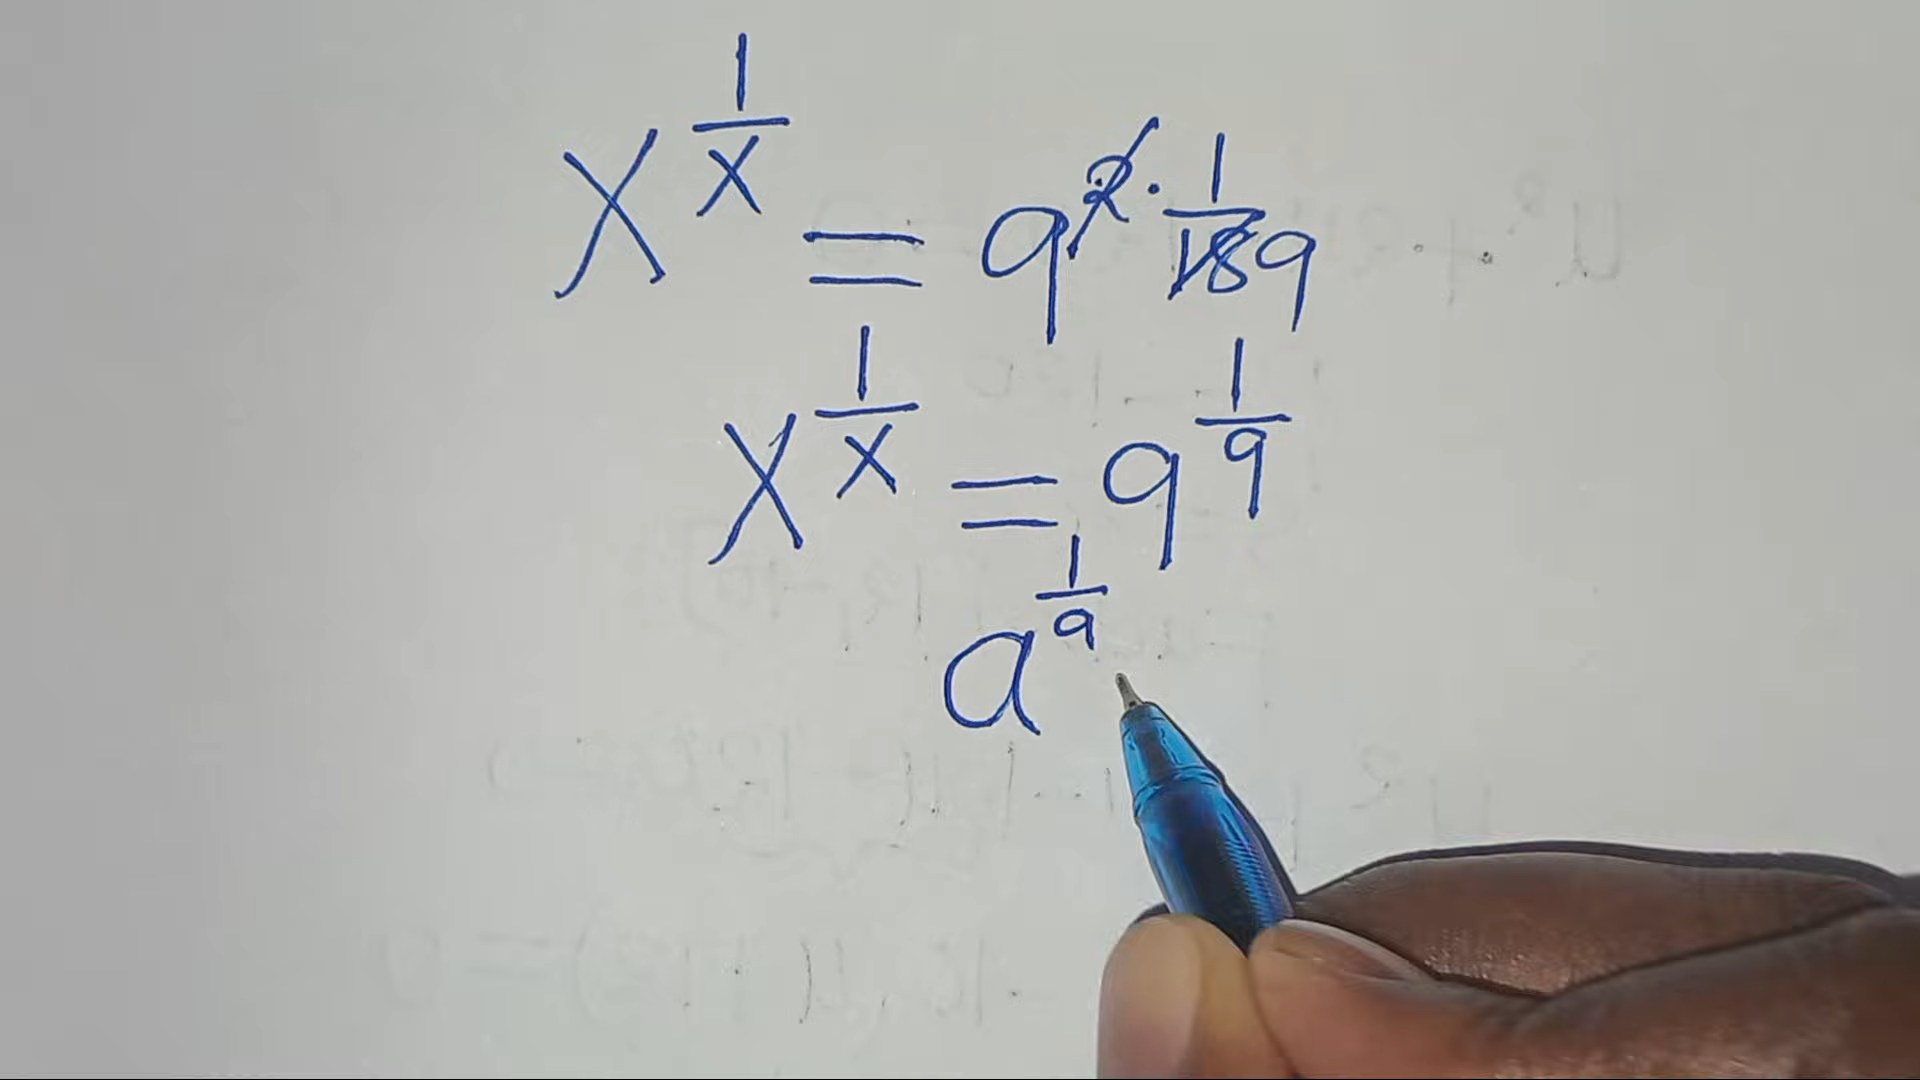 X^(1/x) = 9^(2 · 1/18 9)
X^(1/x) = 9^(1/9)
a^(1/a)